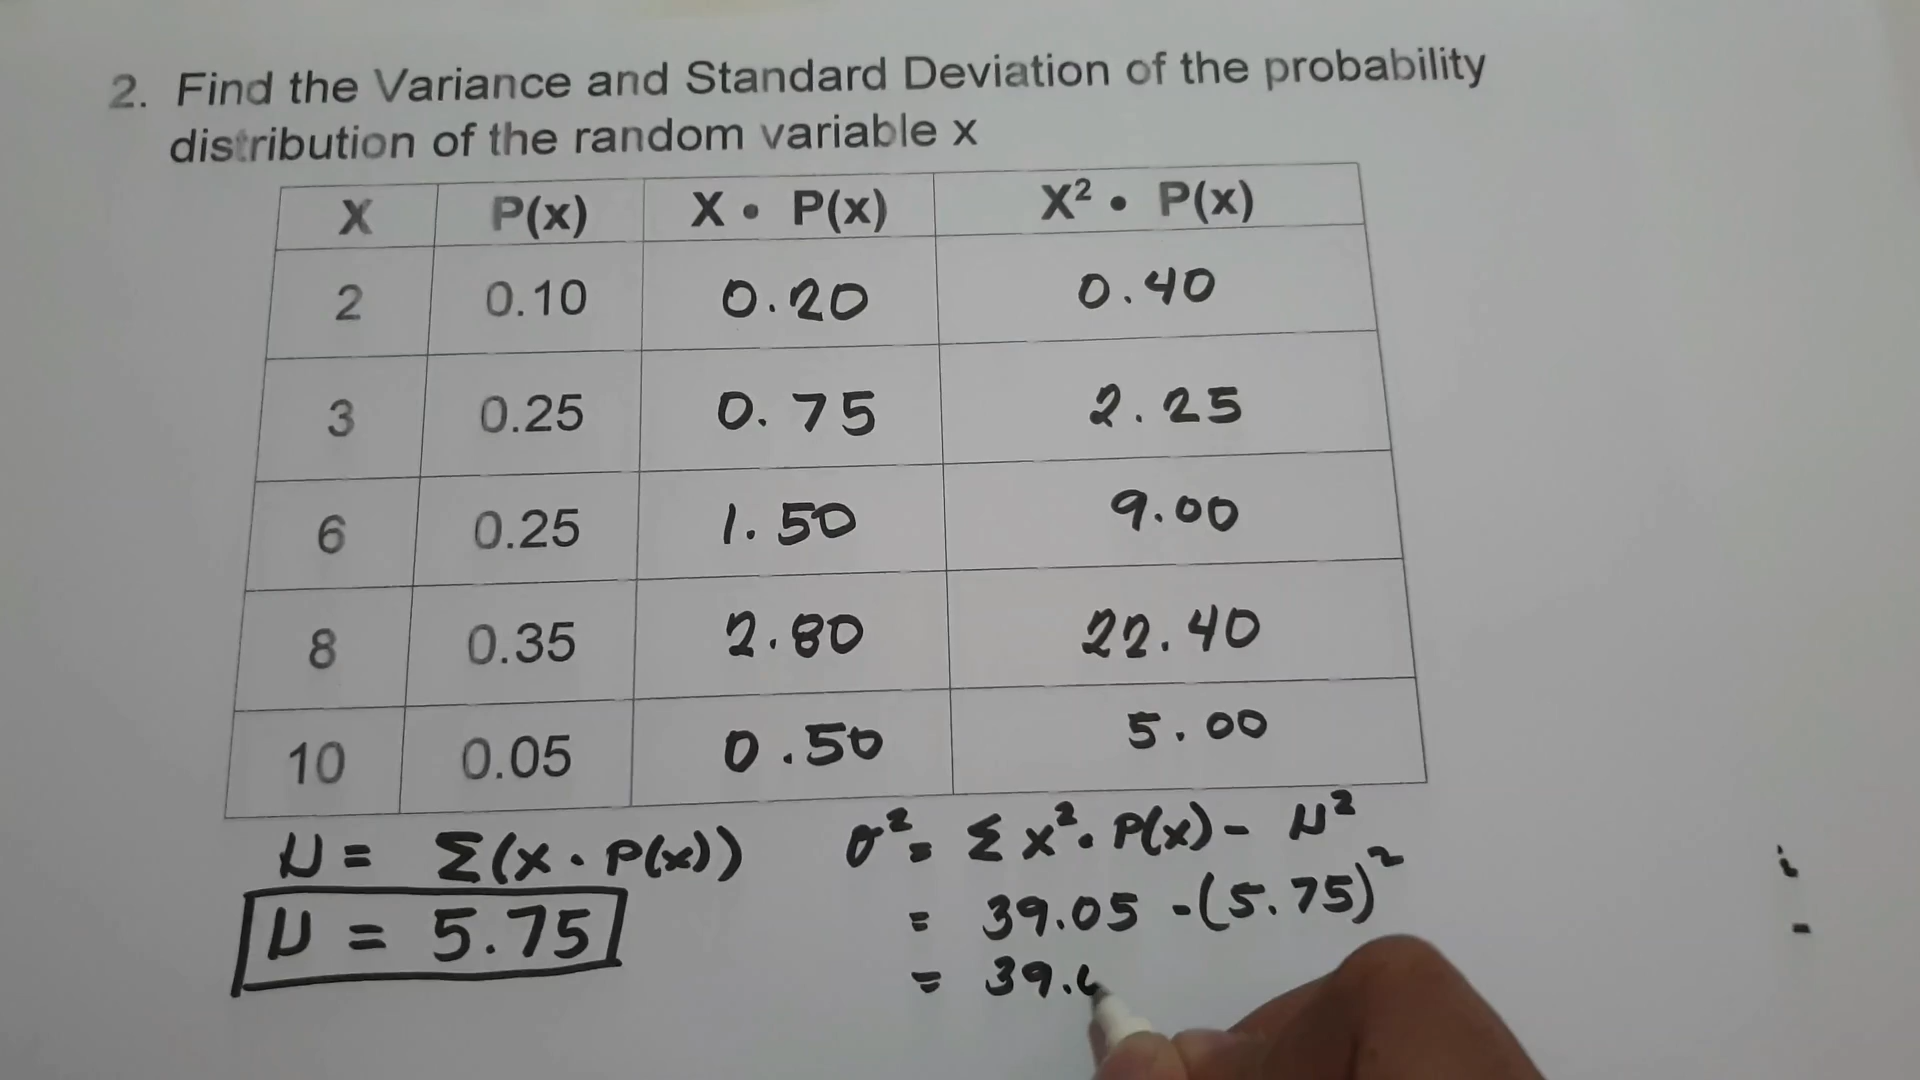 2. Find the Variance and Standard Deviation of the probability
distribution of the random variable x
X P(x) X • P(x) X² • P(x)
2 0.10 0.20 0.40
3 0.25 0.75 2.25
6 0.25 1.50 9.00
8 0.35 2.80 22.40
10 0.05 0.50 5.00
μ = Σ(x • P(x))
μ = 5.75
σ² = Σ x² • P(x) - μ²
= 39.05 - (5.75)²
= 39.